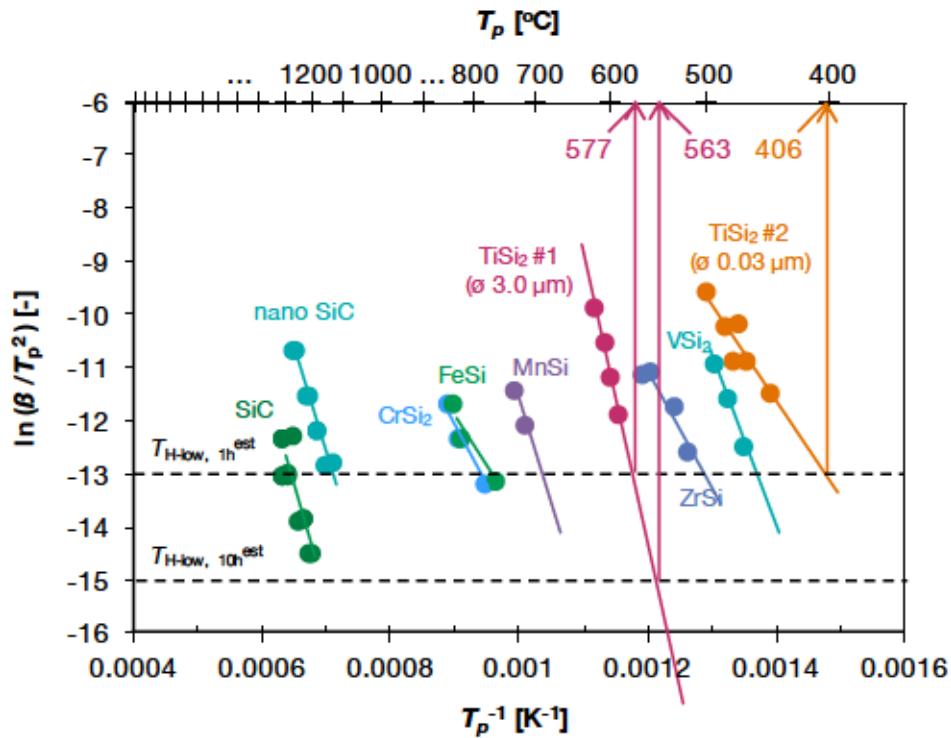 Tp [oC]
... 1200 1000 ... 800 700 600 500 400
-6
577 563 406
-7
-8
TiSi2 #1
(ø 3.0 µm)
TiSi2 #2
(ø 0.03 µm)
-9
-10
nano SiC
VSi2
-11
FeSi
MnSi
SiC
CrSi2
-12
TH-low, 1h est
-13
ZrSi
-14
TH-low, 10h est
-15
-16
ln (β /Tp2) [-]
0.0004 0.0006 0.0008 0.001 0.0012 0.0014 0.0016
Tp-1 [K-1]